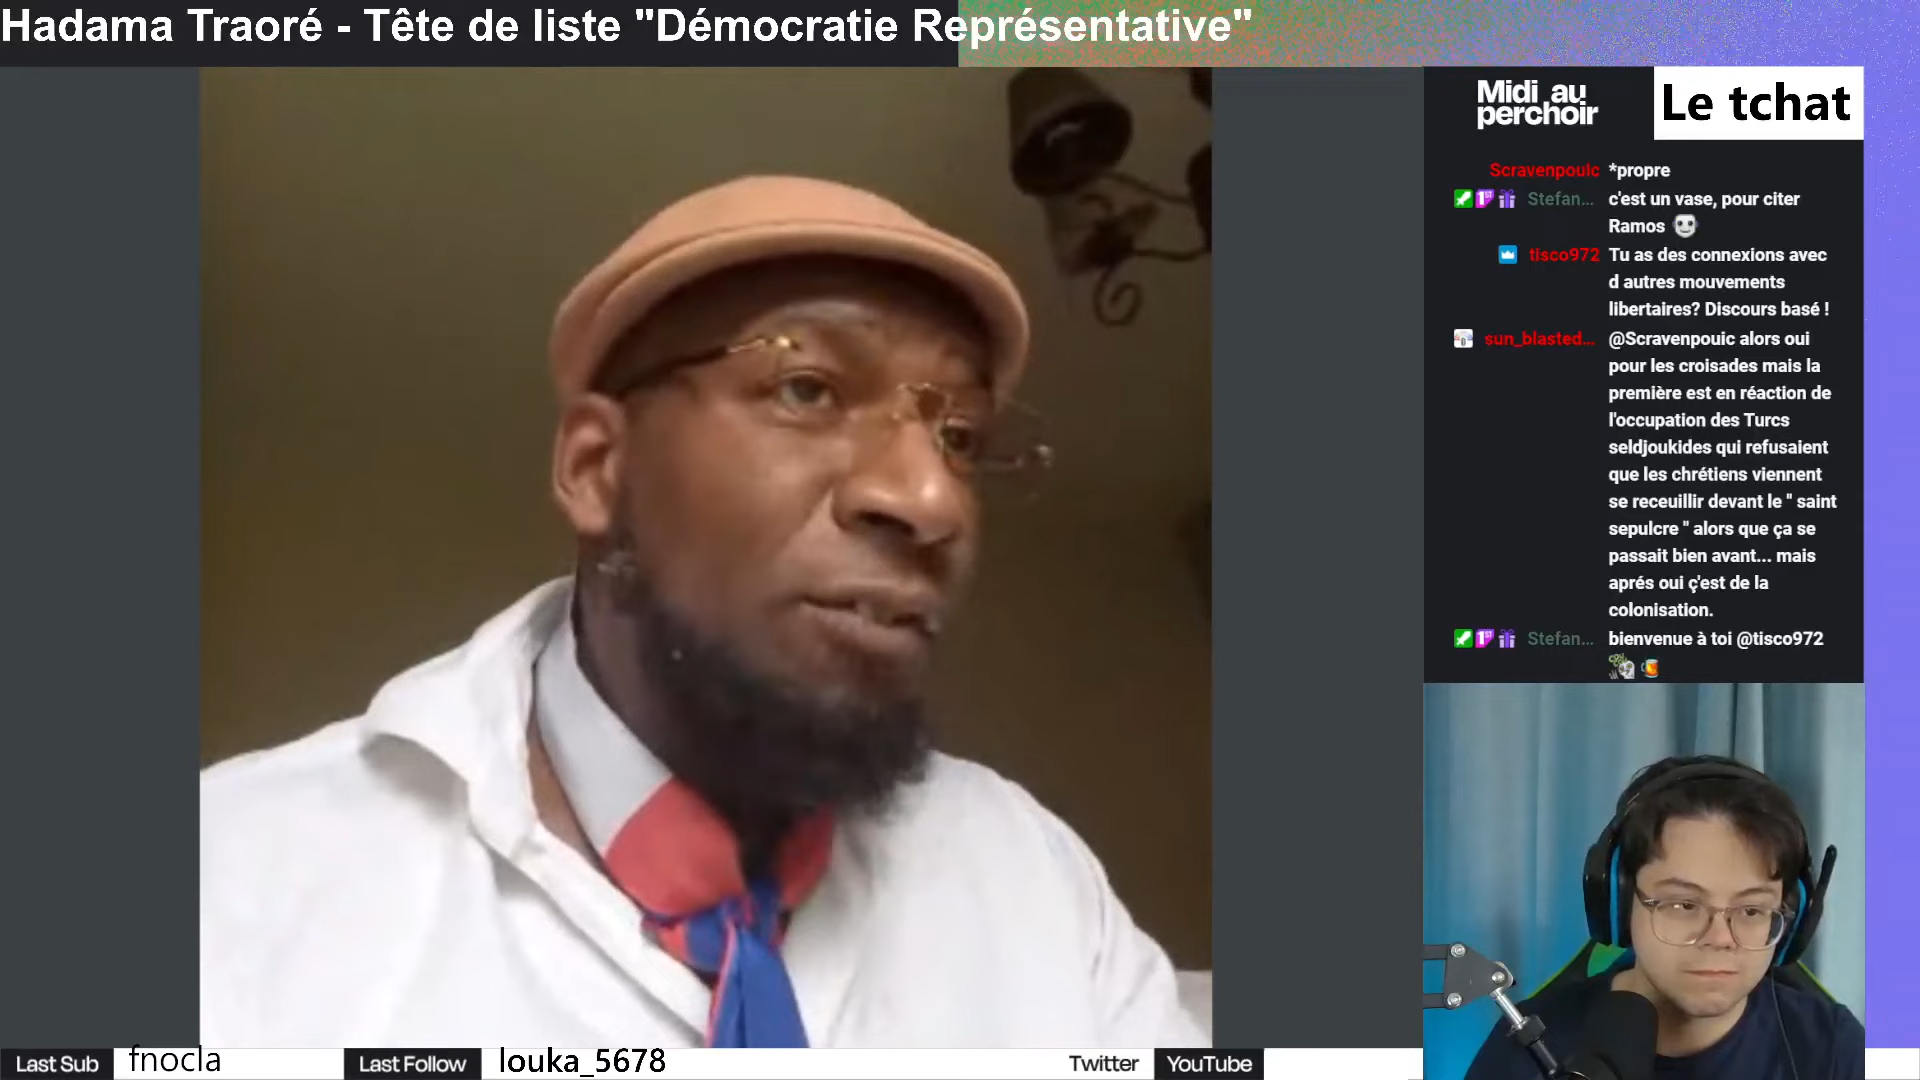 Hadama Traoré - Tête de liste "Démocratie Représentative"
Midi au
perchoir
Le tchat
Scravenpouic *propre
Stefan... c'est un vase, pour citer
Ramos
tisco972 Tu as des connexions avec
d autres mouvements
libertaires? Discours basé !
sun_blasted... @Scravenpouic alors oui
pour les croisades mais la
première est en réaction de
l'occupation des Turcs
seldjoukides qui refusaient
que les chrétiens viennent
se receuillir devant le " saint
sepulcre " alors que ça se
passait bien avant... mais
aprés oui ç'est de la
colonisation.
Stefan... bienvenue à toi @tisco972
Last Sub fnocla Last Follow louka_5678 Twitter YouTube